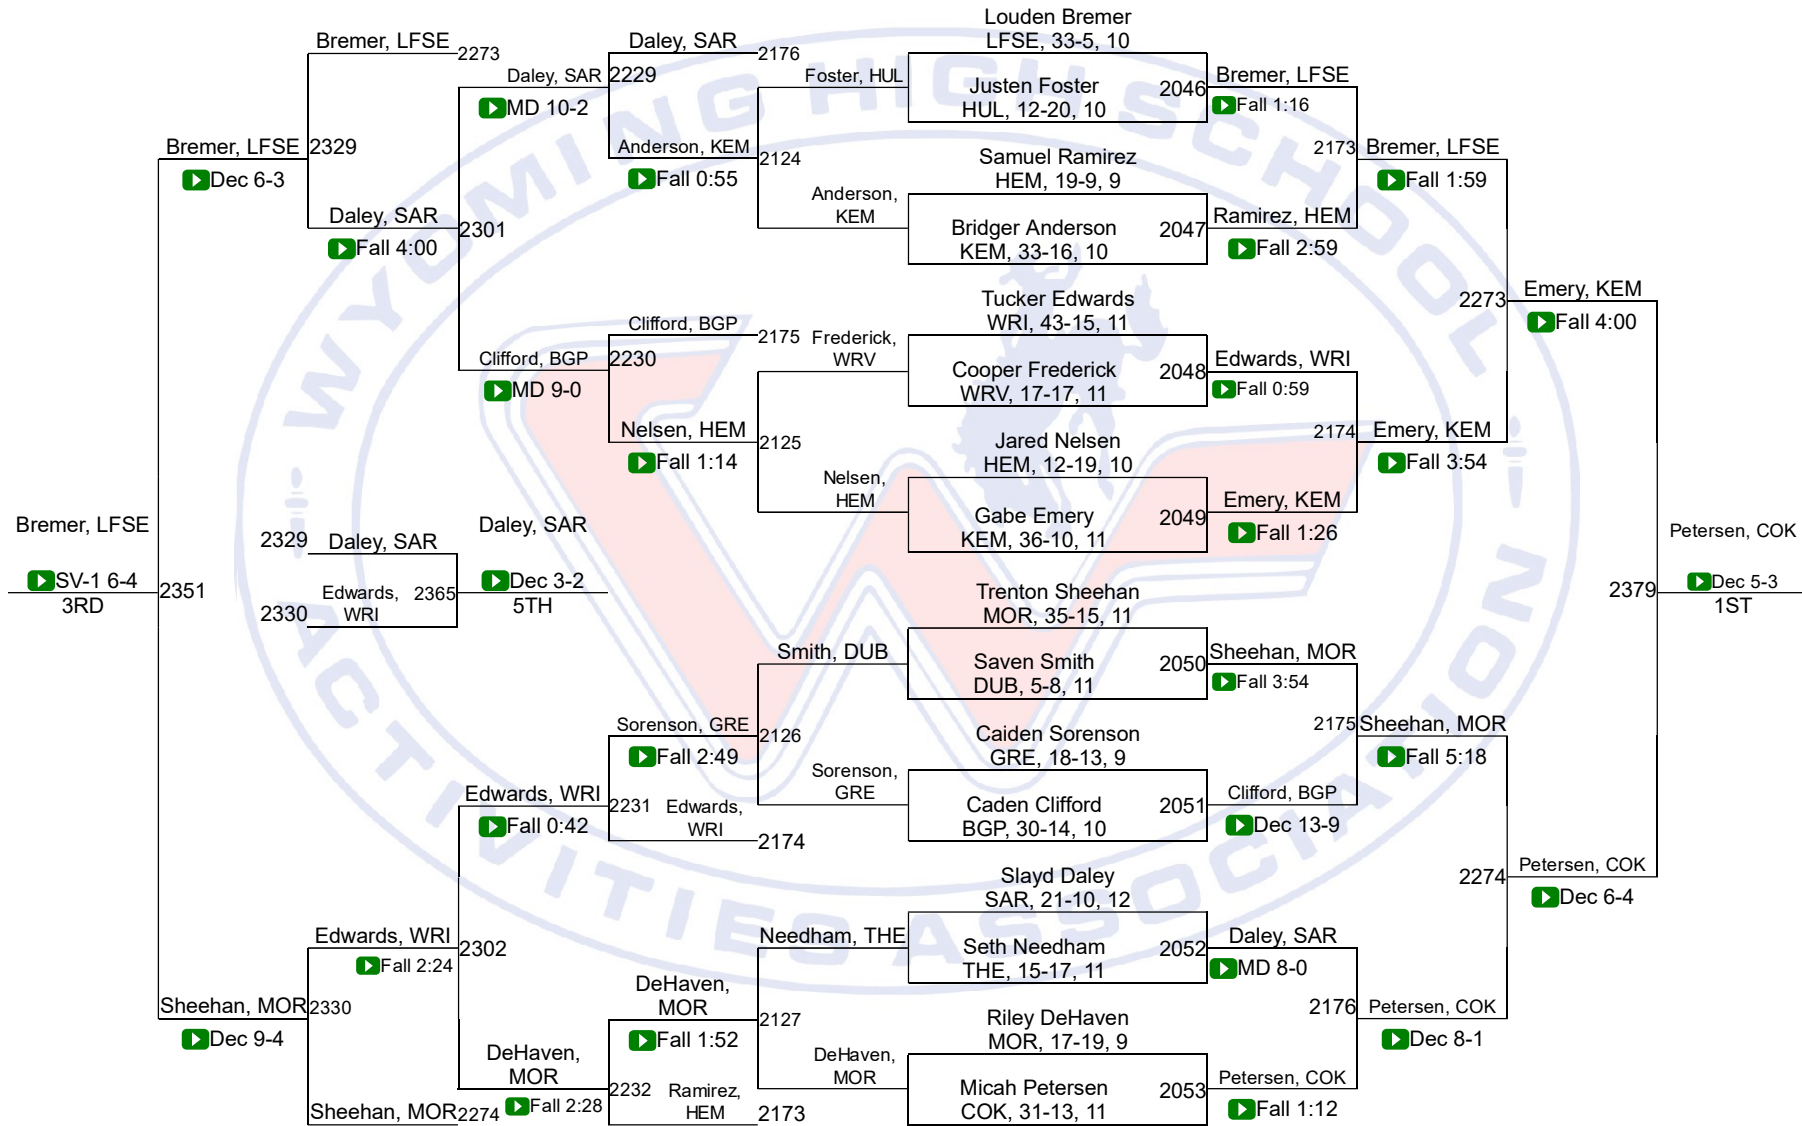 WYOMING HIGH SCHOOL
ACTIVITIES ASSOCIATION
Bremer, LFSE
2273
Bremer, LFSE
2329
Dec 6-3
Daley, SAR
2301
Fall 4:00
Daley, SAR
2229
MD 10-2
Daley, SAR
2176
Anderson, KEM
2124
Fall 0:55
Foster, HUL
Anderson,
KEM
Clifford, BGP
2230
MD 9-0
Clifford, BGP
2175
Nelsen, HEM
2125
Fall 1:14
Frederick,
WRV
Nelsen,
HEM
Bremer, LFSE
SV-1 6-4
3RD
2351
2329
Daley, SAR
2330
Edwards,
WRI
2365
Daley, SAR
Dec 3-2
5TH
Smith, DUB
Sorenson, GRE
2126
Fall 2:49
Sorenson,
GRE
Edwards, WRI
2231
Fall 0:42
Edwards,
WRI
2174
Edwards, WRI
2302
Fall 2:24
Sheehan, MOR
2330
Dec 9-4
Sheehan, MOR
2274
DeHaven,
MOR
2232
Fall 2:28
DeHaven,
MOR
2127
Fall 1:52
Ramirez,
HEM
2173
Needham, THE
DeHaven,
MOR
Louden Bremer
LFSE, 33-5, 10
Justen Foster
HUL, 12-20, 10
2046
Samuel Ramirez
HEM, 19-9, 9
Bridger Anderson
KEM, 33-16, 10
2047
Tucker Edwards
WRI, 43-15, 11
Cooper Frederick
WRV, 17-17, 11
2048
Jared Nelsen
HEM, 12-19, 10
Gabe Emery
KEM, 36-10, 11
2049
Trenton Sheehan
MOR, 35-15, 11
Saven Smith
DUB, 5-8, 11
2050
Caiden Sorenson
GRE, 18-13, 9
Caden Clifford
BGP, 30-14, 10
2051
Slayd Daley
SAR, 21-10, 12
Seth Needham
THE, 15-17, 11
2052
Riley DeHaven
MOR, 17-19, 9
Micah Petersen
COK, 31-13, 11
2053
Bremer, LFSE
Fall 1:16
Ramirez, HEM
Fall 2:59
Edwards, WRI
Fall 0:59
Emery, KEM
Fall 1:26
Sheehan, MOR
Fall 3:54
Clifford, BGP
Dec 13-9
Daley, SAR
MD 8-0
Petersen, COK
Fall 1:12
2173
Bremer, LFSE
Fall 1:59
2174
Emery, KEM
Fall 3:54
2175
Sheehan, MOR
Fall 5:18
2176
Petersen, COK
Dec 8-1
2273
Emery, KEM
Fall 4:00
2274
Petersen, COK
Dec 6-4
2379
Petersen, COK
Dec 5-3
1ST